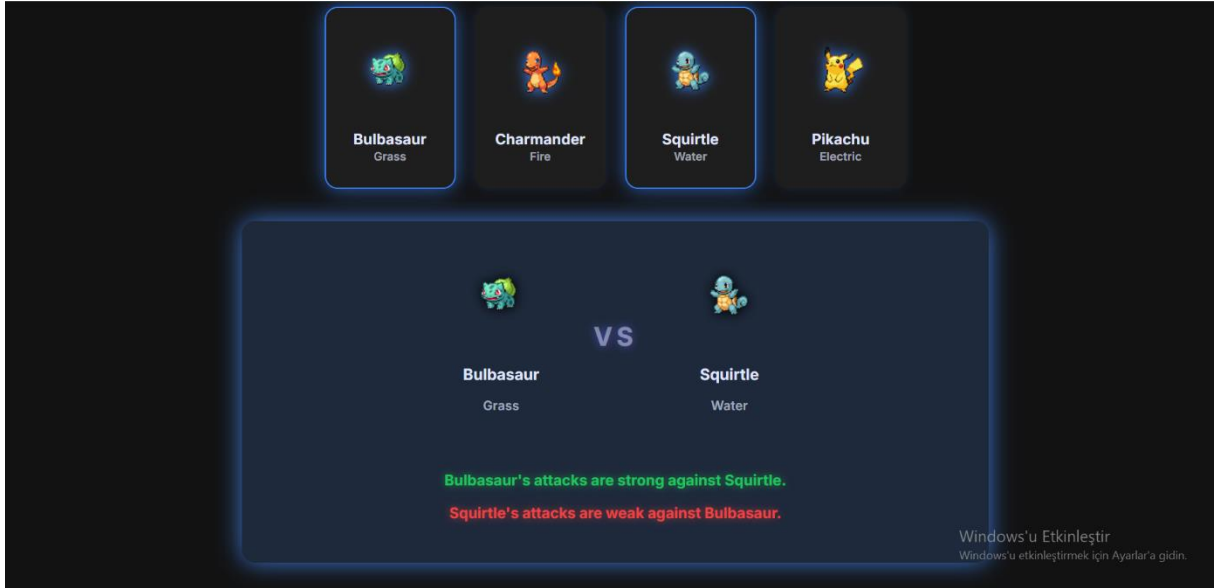 Bulbasaur
Grass
Charmander
Fire
Squirtle
Water
Pikachu
Electric
VS
Bulbasaur
Grass
Squirtle
Water
Bulbasaur's attacks are strong against Squirtle.
Squirtle's attacks are weak against Bulbasaur.
Windows'u Etkinleştir
Windows'u etkinleştirmek için Ayarlar'a gidin.